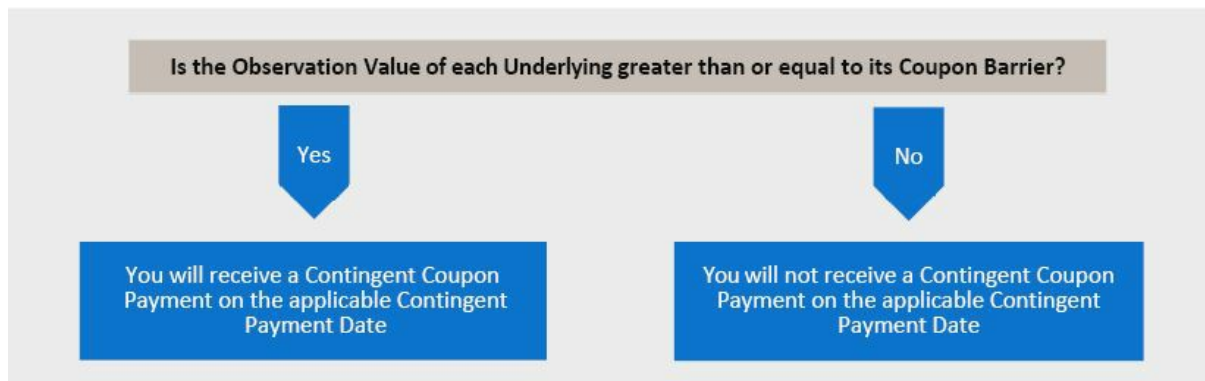 Is the Observation Value of each Underlying greater than or equal to its Coupon Barrier?
Yes
No
You will receive a Contingent Coupon
Payment on the applicable Contingent
Payment Date
You will not receive a Contingent Coupon
Payment on the applicable Contingent
Payment Date